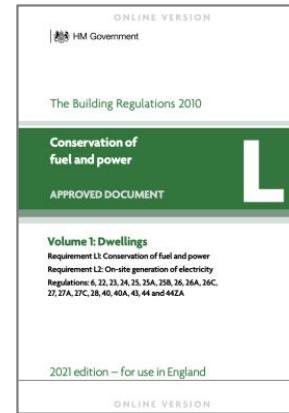 ONLINE VERSION
HM Government
The Building Regulations 2010
Conservation of
fuel and power
APPROVED DOCUMENT
L
Volume 1: Dwellings
Requirement L1: Conservation of fuel and power
Requirement L2: On-site generation of electricity
Regulations: 6, 22, 23, 24, 25, 25A, 25B, 26, 26A, 26C,
27, 27A, 27C, 28, 40, 40A, 43, 44 and 44ZA
2021 edition – for use in England
ONLINE VERSION